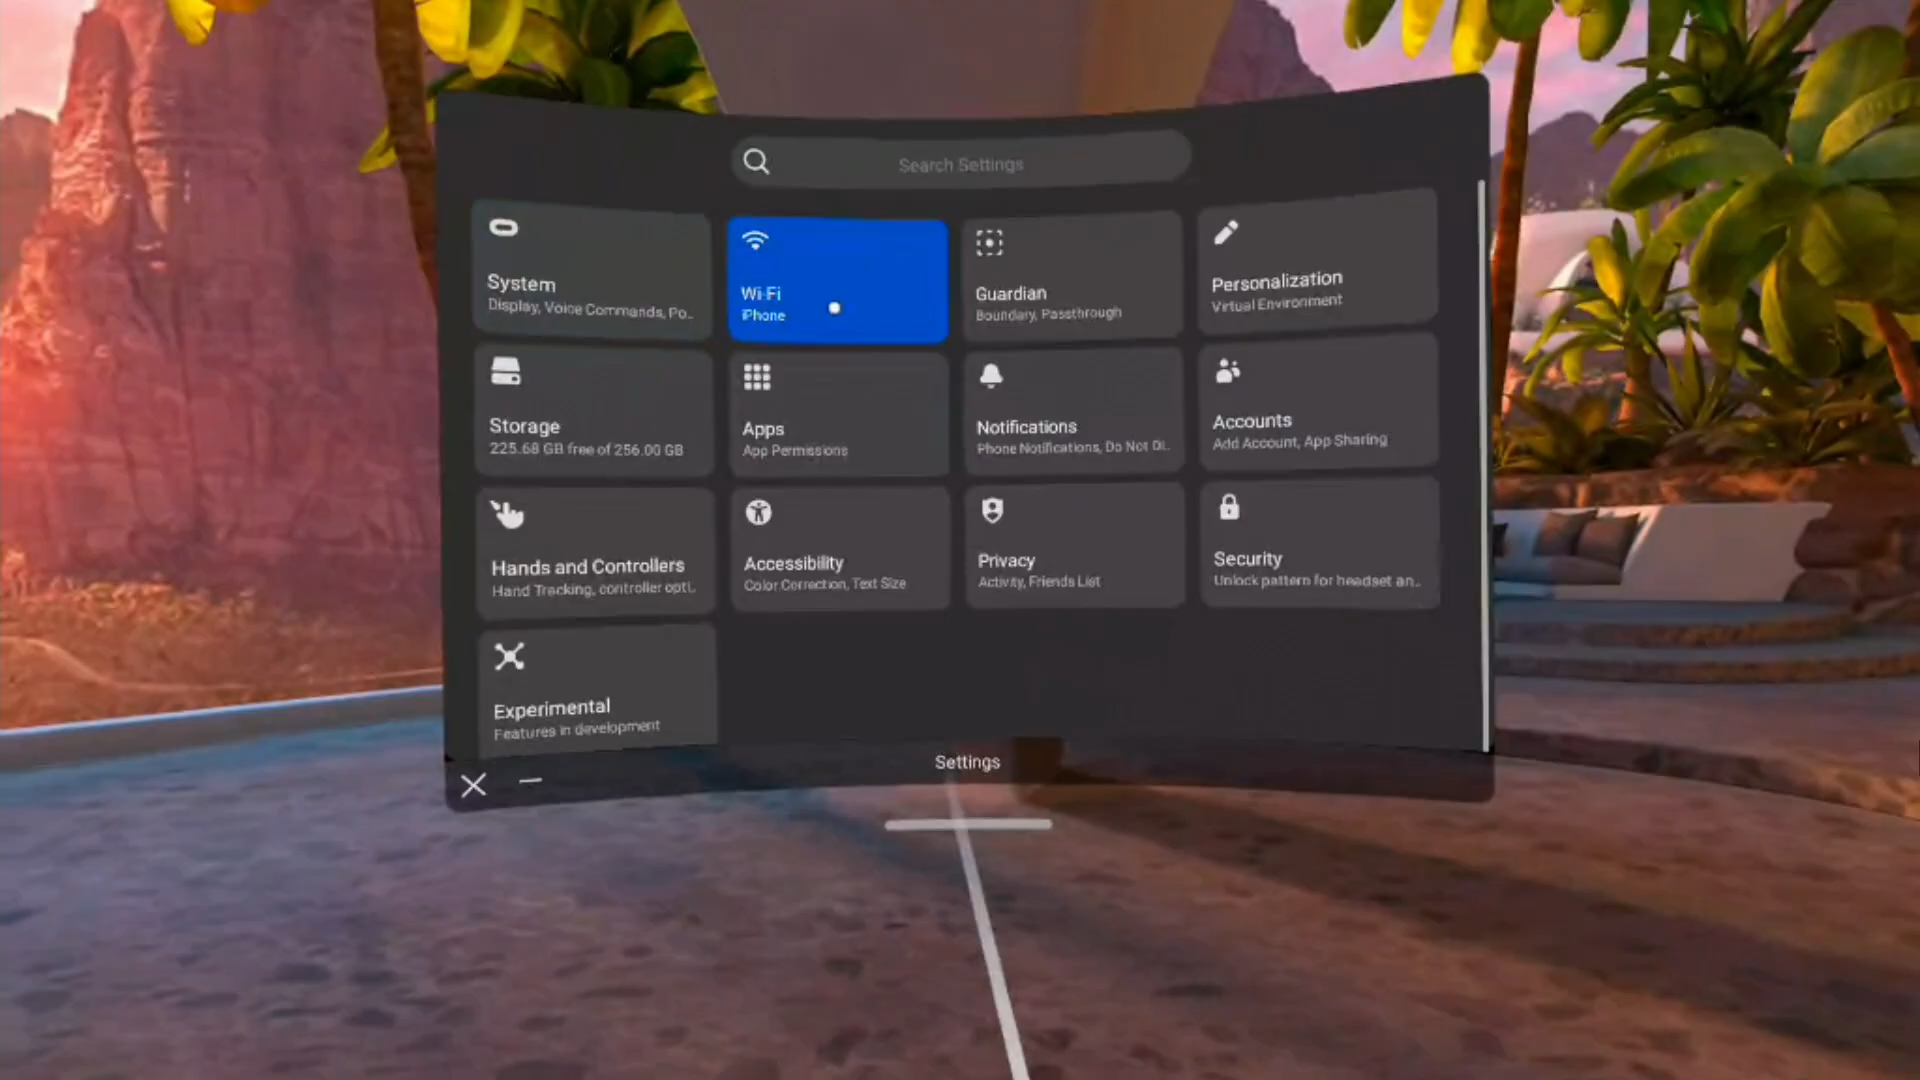 Search Settings
System
Display, Voice Commands, Po..
Wi-Fi
iPhone
Guardian
Boundary, Passthrough
Personalization
Virtual Environment
Storage
225.68 GB free of 256.00 GB
Apps
App Permissions
Notifications
Phone Notifications, Do Not Di..
Accounts
Add Account, App Sharing
Hands and Controllers
Hand Tracking, controller opti..
Accessibility
Color Correction, Text Size
Privacy
Activity, Friends List
Security
Unlock pattern for headset an..
Experimental
Features in development
Settings